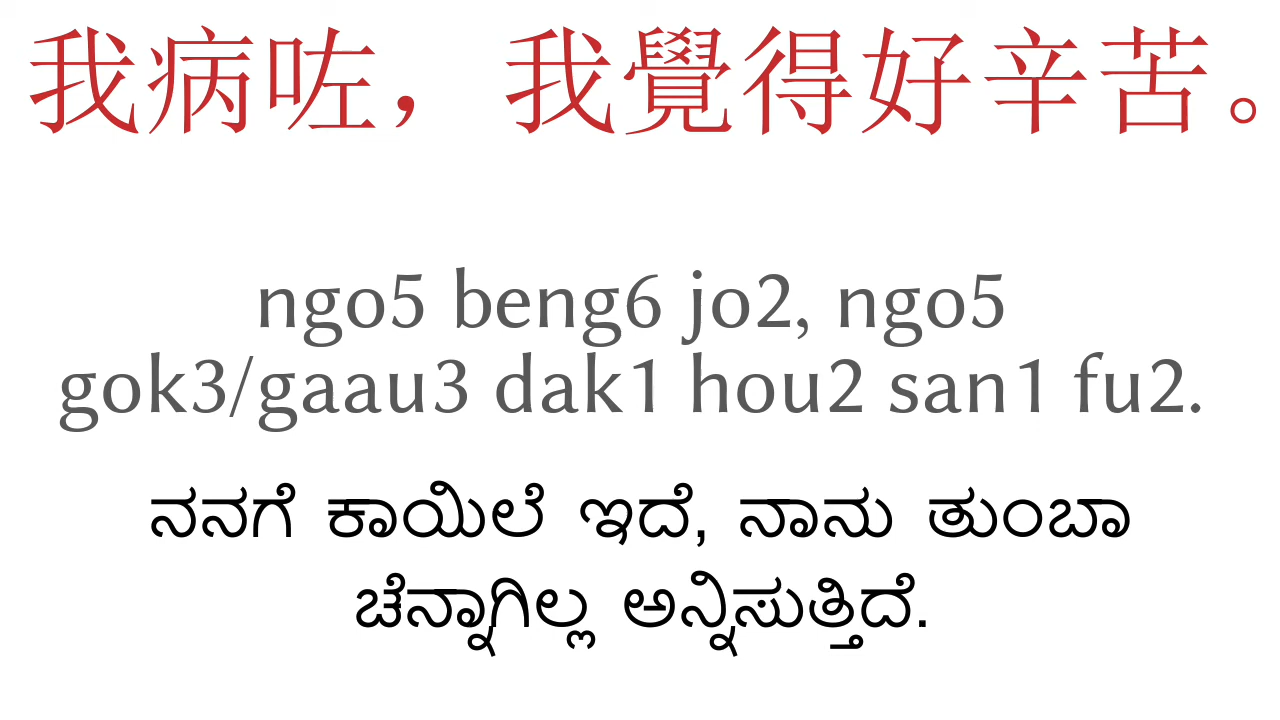 我病咗，我覺得好辛苦。
ngo5 beng6 jo2, ngo5
gok3/gaau3 dak1 hou2 san1 fu2.
ನನಗೆ ಕಾಯಿಲೆ ಇದೆ, ನಾನು ತುಂಬಾ
ಚೆನ್ನಾಗಿಲ್ಲ ಅನ್ನಿಸುತ್ತಿದೆ.